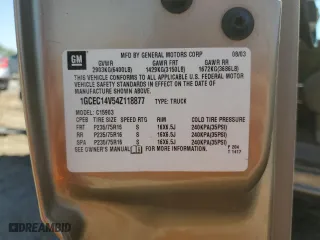 GM
MFD. BY GENERAL MOTORS CORP
08/03
GVWR GAWR FRT GAWR RR
2903KG(6400LB) 1429KG(3150LB) 1672KG(3686LB)
THIS VEHICLE CONFORMS TO ALL APPLICABLE U.S. FEDERAL MOTOR
VEHICLE SAFETY STANDARDS IN EFFECT ON THE DATE OF
MANUFACTURE SHOWN ABOVE.
1GCEC14V54Z118877 TYPE: TRUCK
MODEL: C15903
TIRE SIZE SPEED RTG RIM COLD TIRE PRESSURE
FRT P235/75R16 S 16X6.5J 240KPA(35PSI)
RR P235/75R16 S 16X6.5J 240KPA(35PSI)
SPA P235/75R16 S 16X6.5J 240KPA(35PSI)
SEE OWNER'S MANUAL